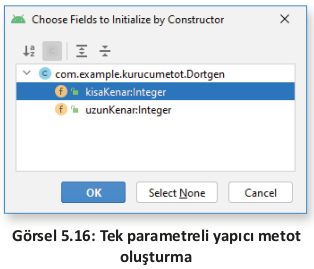 Choose Fields to Initialize by Constructor
com.example.kurucumetot.Dortgen
kisaKenar:Integer
uzunKenar:Integer
OK
Select None
Cancel
Görsel 5.16: Tek parametreli yapıcı metot
oluşturma